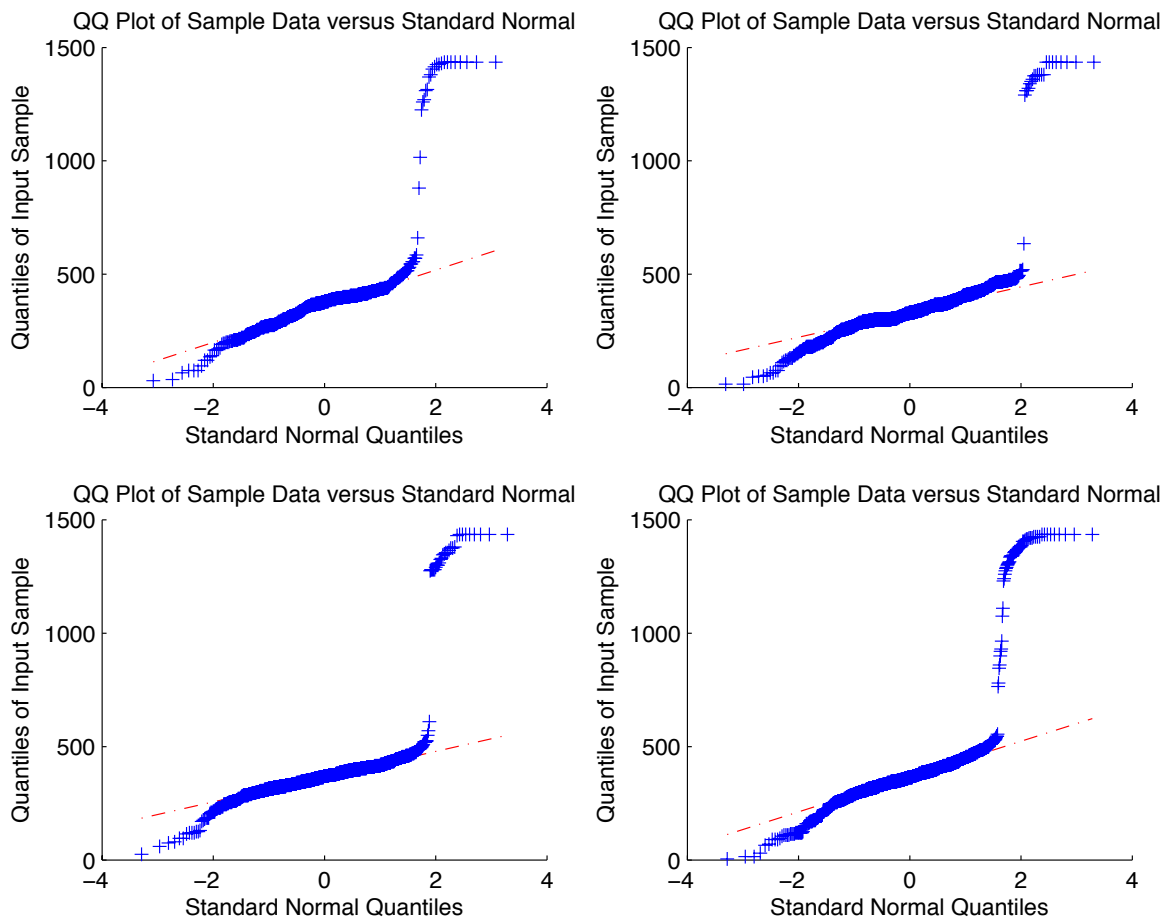 QQ Plot of Sample Data versus Standard Normal
1500
1000
500
0
Quantiles of Input Sample
−4 −2 0 2 4
Standard Normal Quantiles
QQ Plot of Sample Data versus Standard Normal
1500
1000
500
0
Quantiles of Input Sample
−4 −2 0 2 4
Standard Normal Quantiles
QQ Plot of Sample Data versus Standard Normal
1500
1000
500
0
Quantiles of Input Sample
−4 −2 0 2 4
Standard Normal Quantiles
QQ Plot of Sample Data versus Standard Normal
1500
1000
500
0
Quantiles of Input Sample
−4 −2 0 2 4
Standard Normal Quantiles